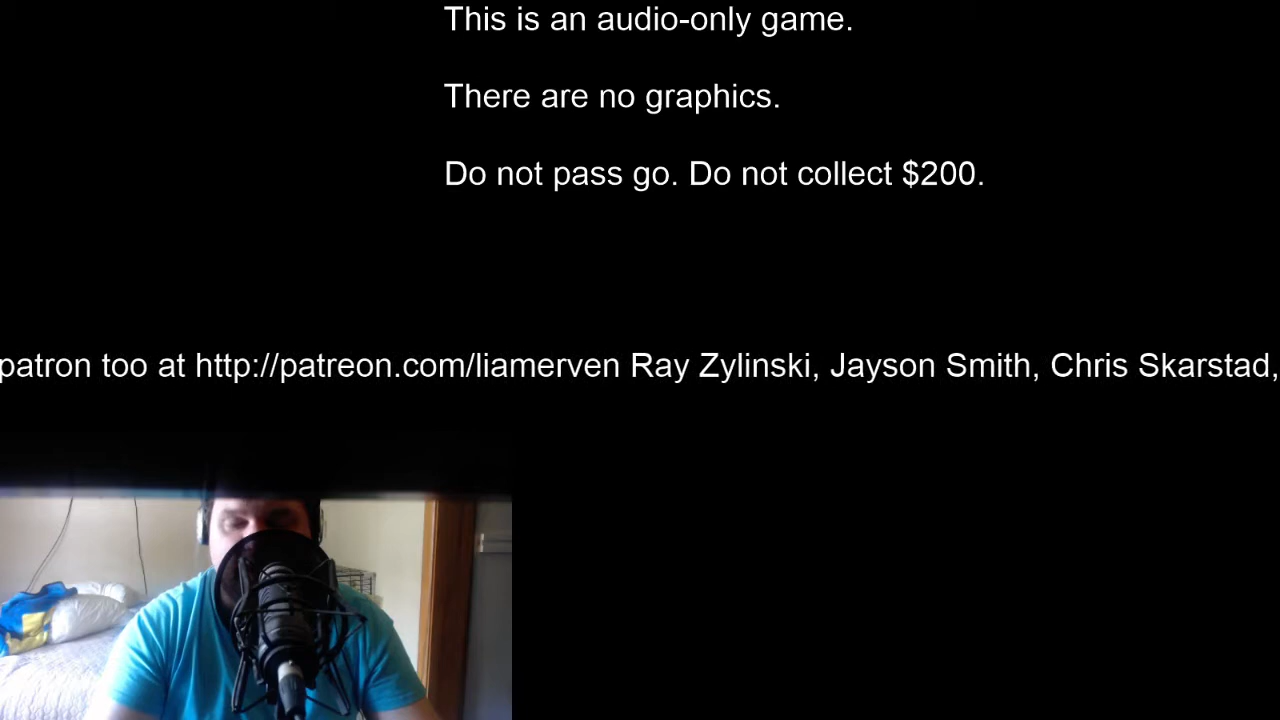 This is an audio-only game.
There are no graphics.
Do not pass go. Do not collect $200.
patron too at http://patreon.com/liamerven Ray Zylinski, Jayson Smith, Chris Skarstad,